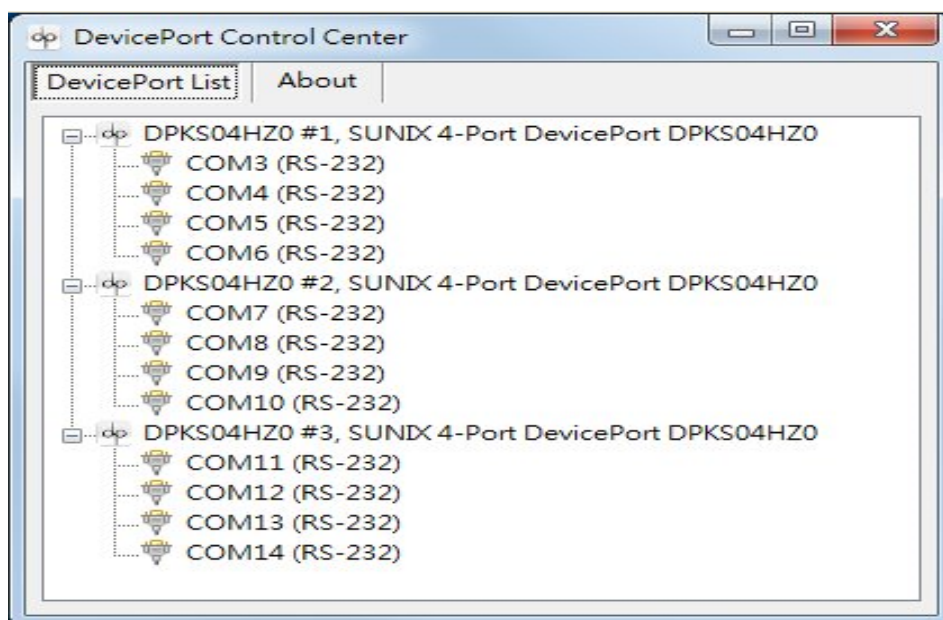 DevicePort Control Center
DevicePort List About
DPKS04HZ0 #1, SUNIX 4-Port DevicePort DPKS04HZ0
COM3 (RS-232)
COM4 (RS-232)
COM5 (RS-232)
COM6 (RS-232)
DPKS04HZ0 #2, SUNIX 4-Port DevicePort DPKS04HZ0
COM7 (RS-232)
COM8 (RS-232)
COM9 (RS-232)
COM10 (RS-232)
DPKS04HZ0 #3, SUNIX 4-Port DevicePort DPKS04HZ0
COM11 (RS-232)
COM12 (RS-232)
COM13 (RS-232)
COM14 (RS-232)